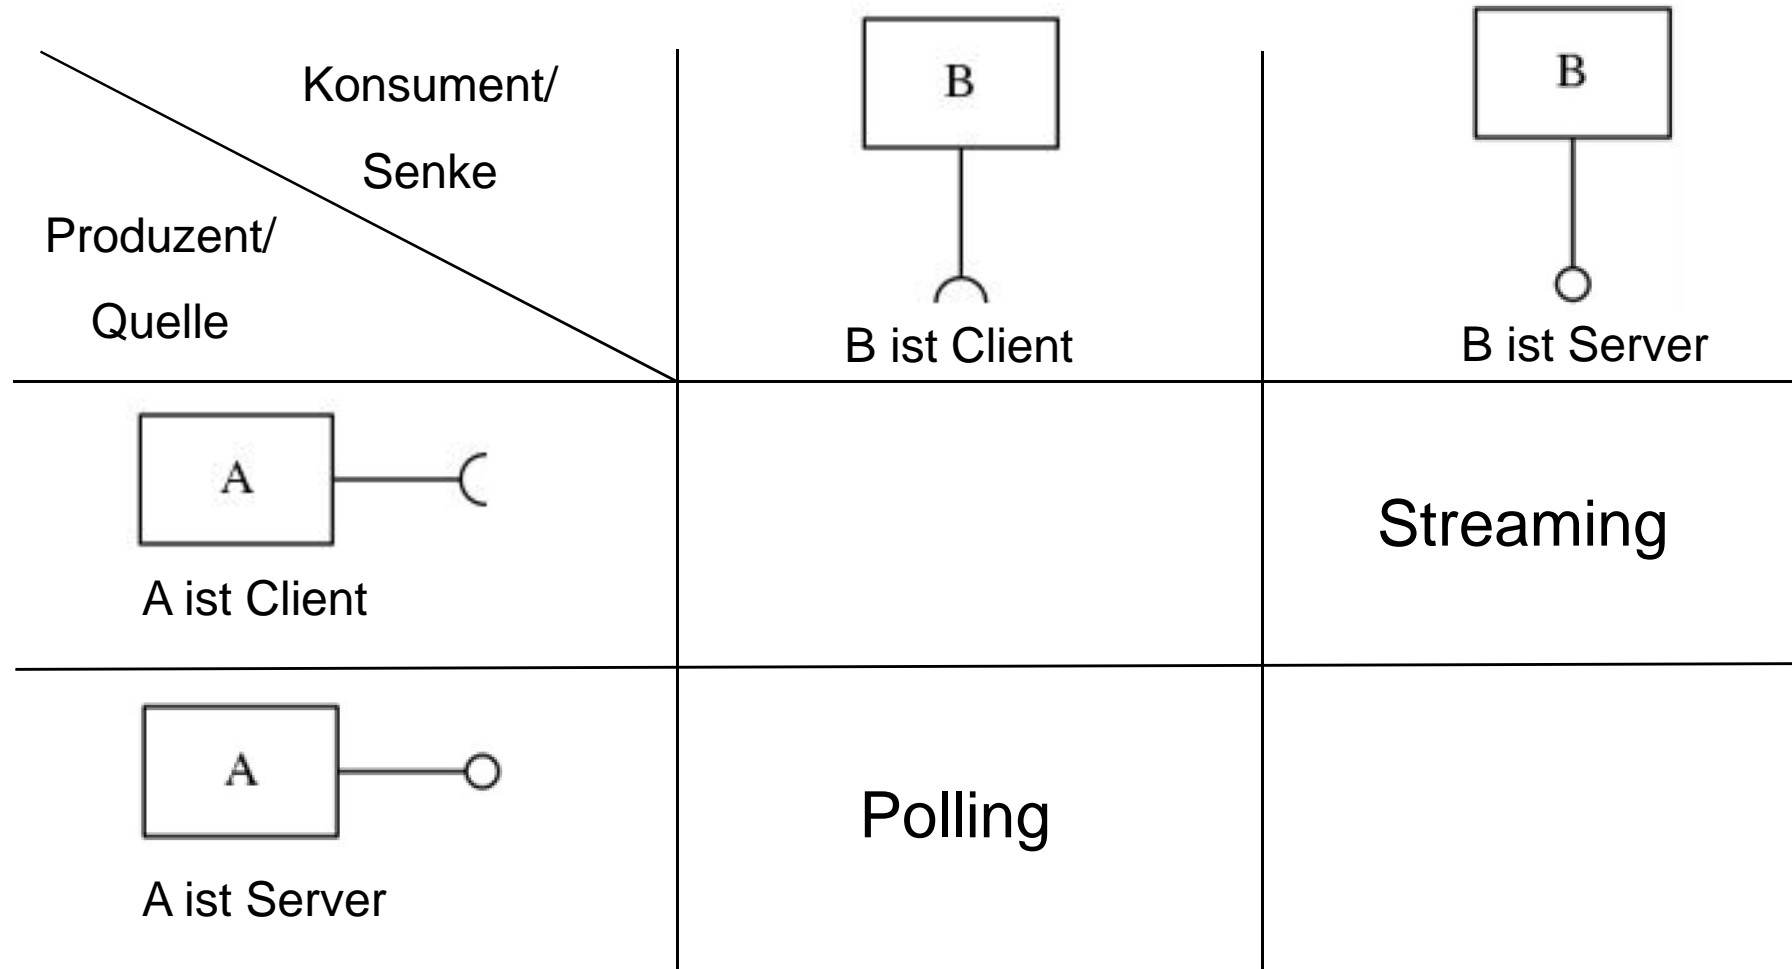 Konsument/
Senke
Produzent/
Quelle
B
B ist Client
B
B ist Server
A
A ist Client
Streaming
A
A ist Server
Polling